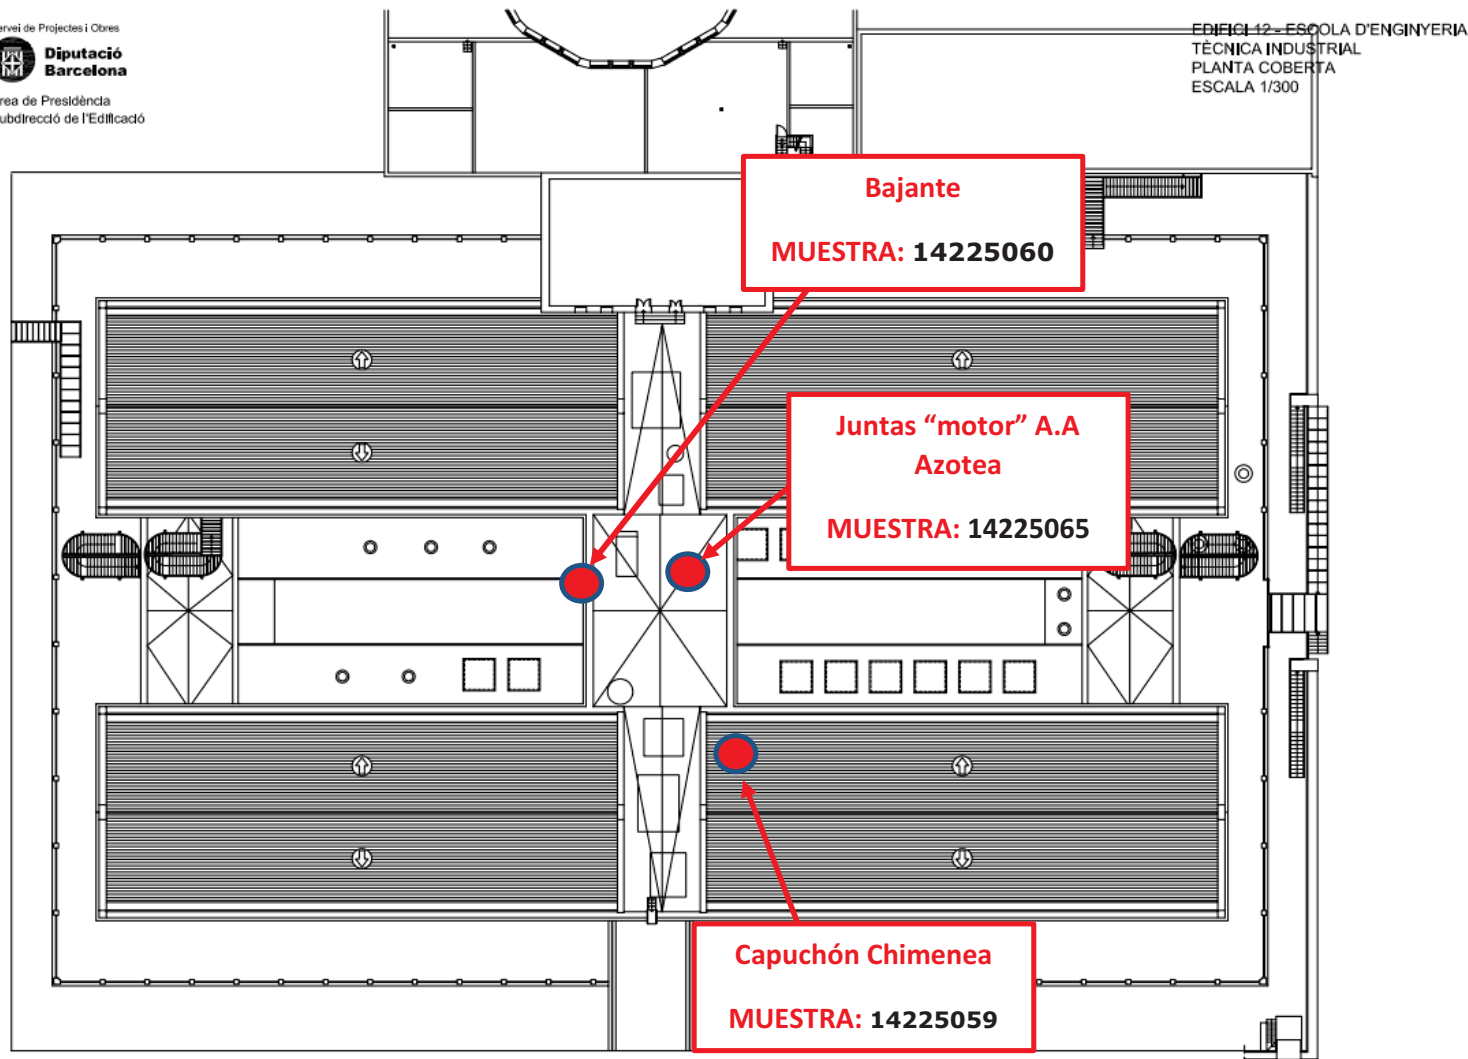 ervei de Projectes i Obres
Diputació
Barcelona
rea de Presidència
ubdirecció de l'Edificació
EDIFICI 12 - ESCOLA D'ENGINYERIA
TÈCNICA INDUSTRIAL
PLANTA COBERTA
ESCALA 1/300
Bajante
MUESTRA: 14225060
Juntas “motor” A.A
Azotea
MUESTRA: 14225065
Capuchón Chimenea
MUESTRA: 14225059